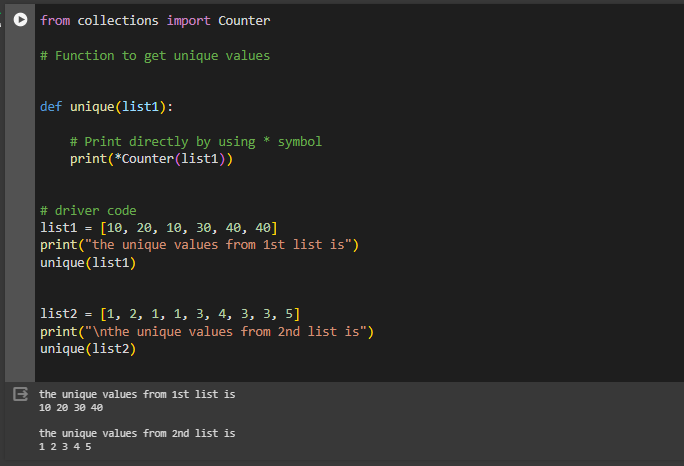 from collections import Counter
# Function to get unique values
def unique(list1):
    # Print directly by using * symbol
    print(*Counter(list1))
# driver code
list1 = [10, 20, 10, 30, 40, 40]
print("the unique values from 1st list is")
unique(list1)
list2 = [1, 2, 1, 1, 3, 4, 3, 3, 5]
print("\nthe unique values from 2nd list is")
unique(list2)
the unique values from 1st list is
10 20 30 40
the unique values from 2nd list is
1 2 3 4 5